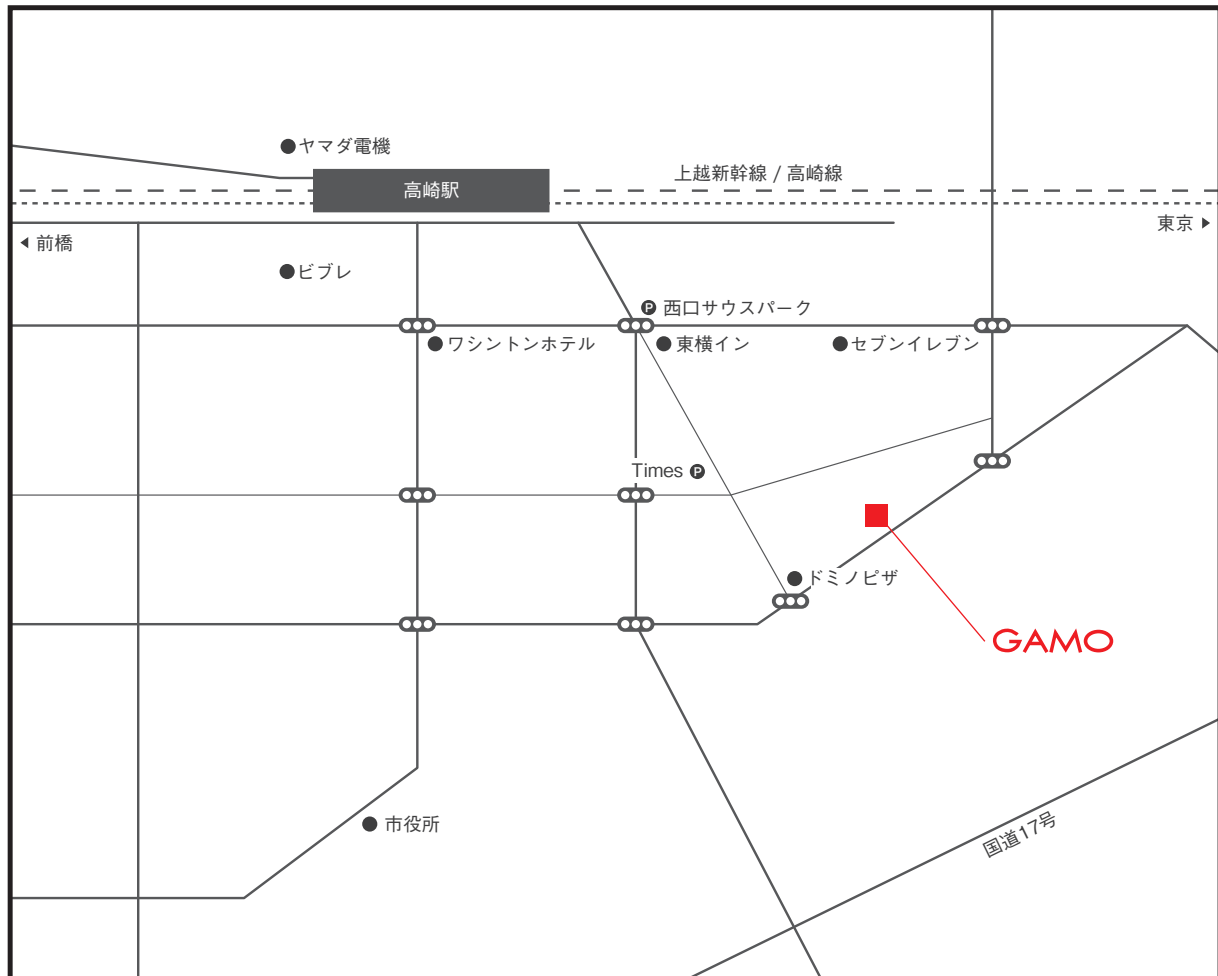 ヤマダ電機
高崎駅
上越新幹線 / 高崎線
前橋
東京
ビブレ
P 西口サウスパーク
ワシントンホテル
東横イン
セブンイレブン
Times P
ドミノピザ
GAMO
市役所
国道17号